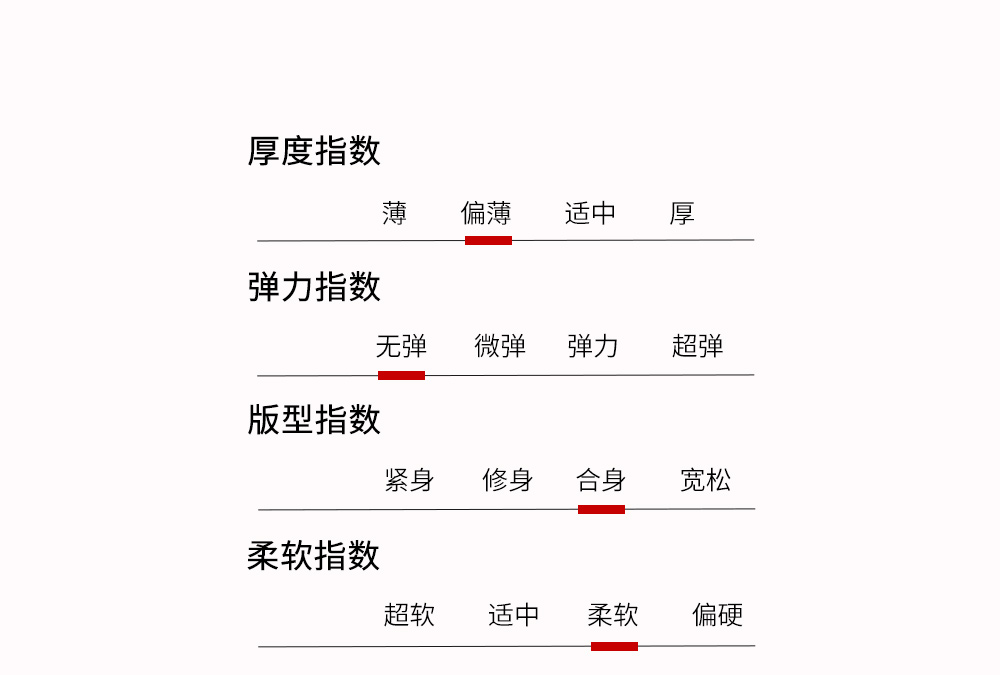 厚度指数
薄 偏薄 适中 厚
弹力指数
无弹 微弹 弹力 超弹
版型指数
紧身 修身 合身 宽松
柔软指数
超软 适中 柔软 偏硬